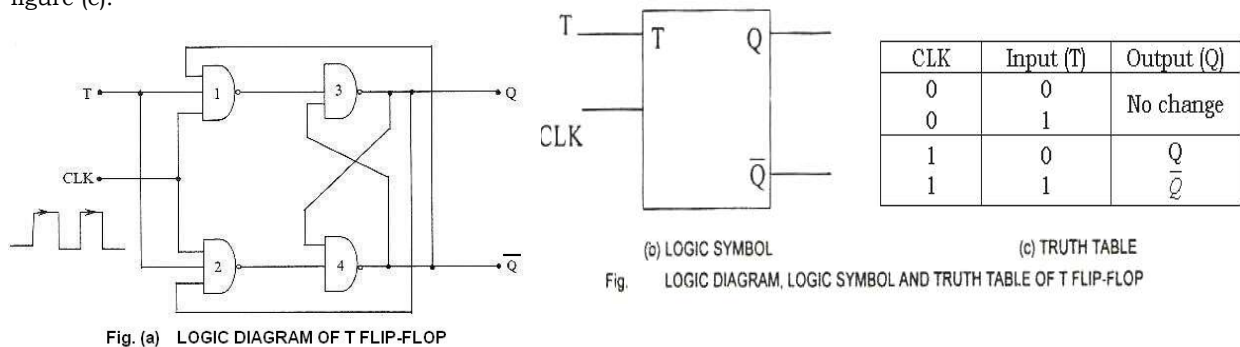 figure (c).
T
1
3
Q
CLK
2
4
Q̅
Fig. (a) LOGIC DIAGRAM OF T FLIP-FLOP
T
T
Q
CLK
Q̅
(b) LOGIC SYMBOL
CLK Input (T) Output (Q)
0 0 No change
0 1
1 0 Q
1 1 Q̅
(c) TRUTH TABLE
Fig. LOGIC DIAGRAM, LOGIC SYMBOL AND TRUTH TABLE OF T FLIP-FLOP